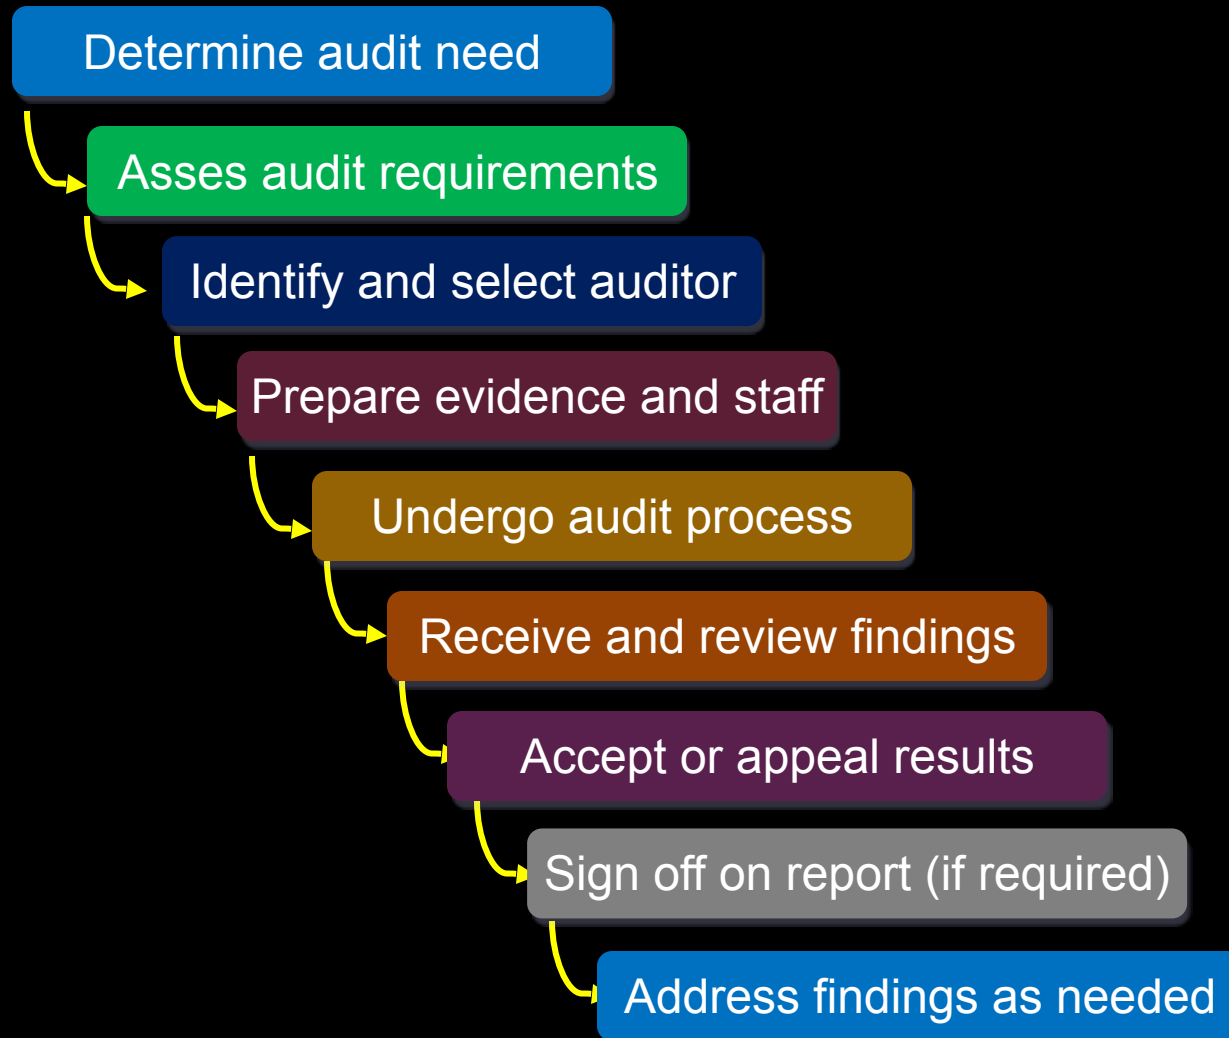 Determine audit need
Asses audit requirements
Identify and select auditor
Prepare evidence and staff
Undergo audit process
Receive and review findings
Accept or appeal results
Sign off on report (if required)
Address findings as needed